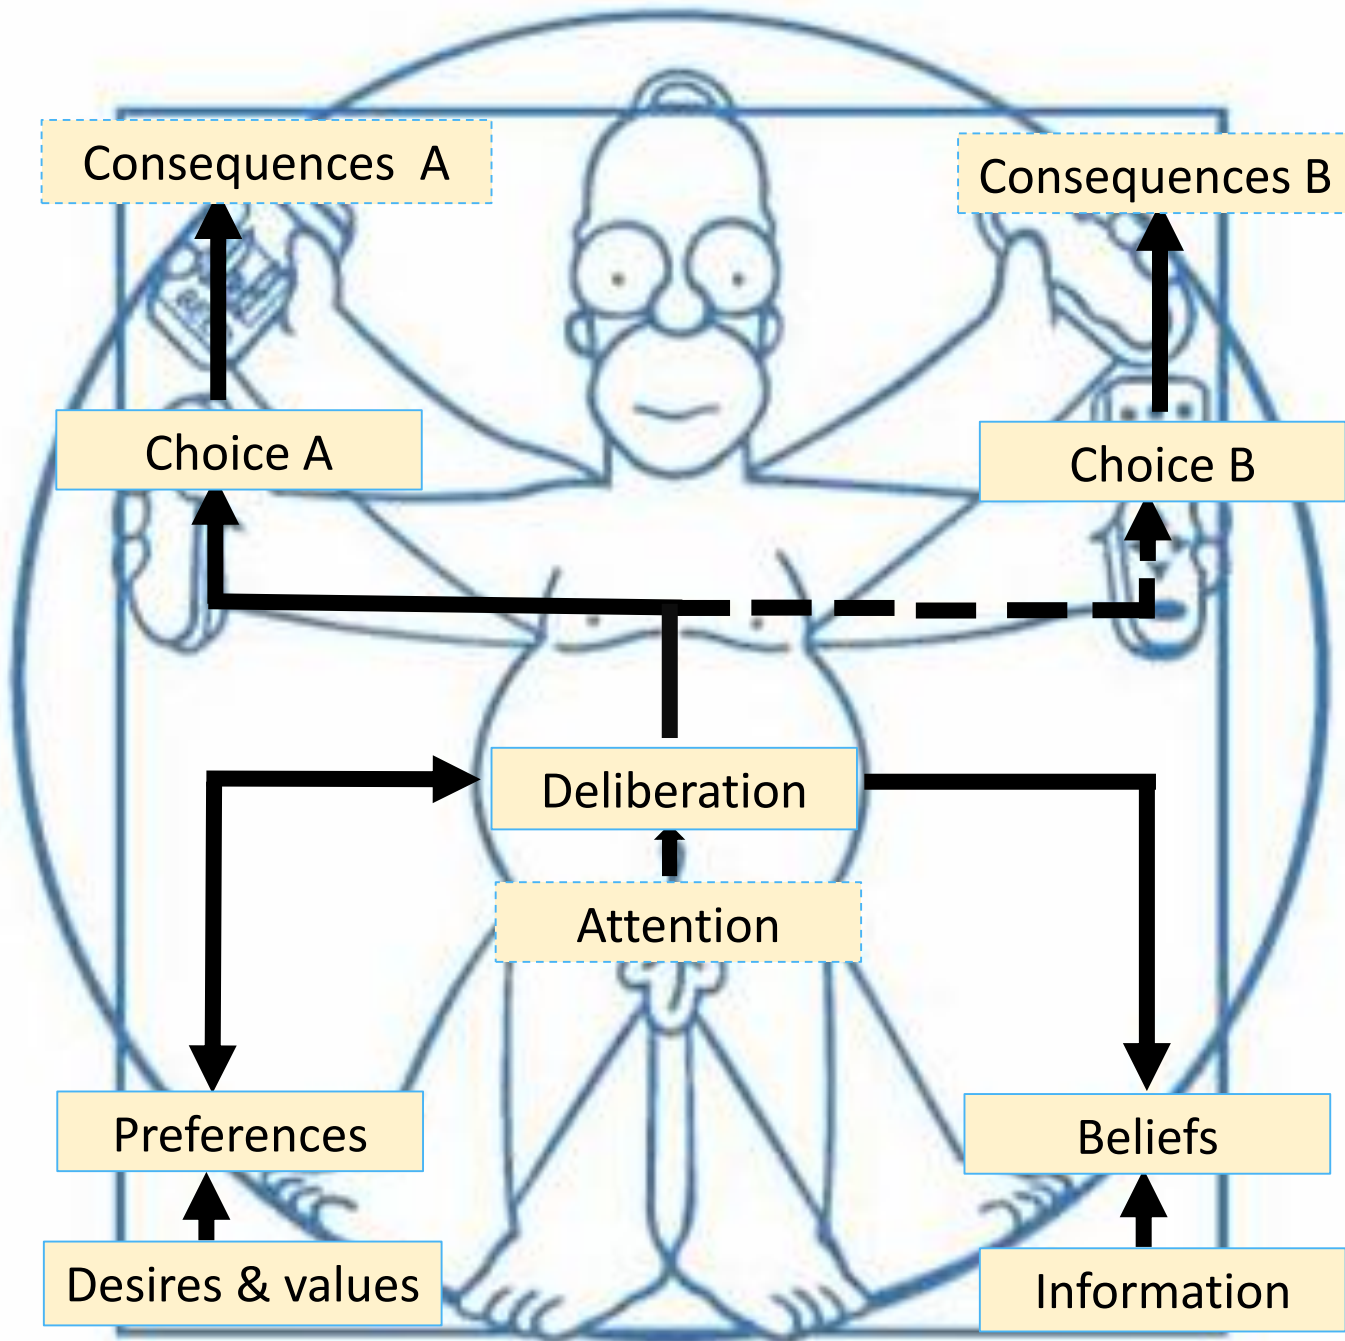 Consequences A
Consequences B
Choice A
Choice B
Deliberation
Attention
Preferences
Beliefs
Desires & values
Information